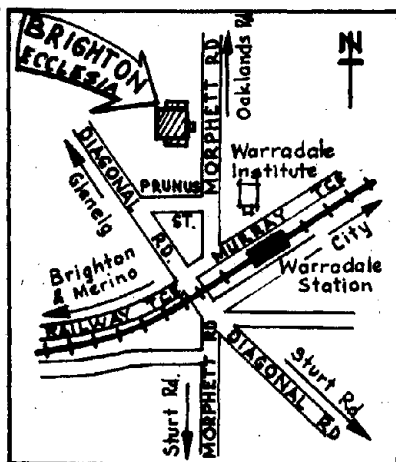 BRIGHTON
ECCLESIA
MORPHETT RD
Oaklands Rd
N
DIAGONAL
RD.
Glenelg
PRUNUS
ST.
Warradale
Institute
MURRAY TCE
City
Brighton
& Merino
Warradale
Station
RAILWAY TCE
Sturt Rd.
MORPHETT RD
DIAGONAL RD
Sturt Rd